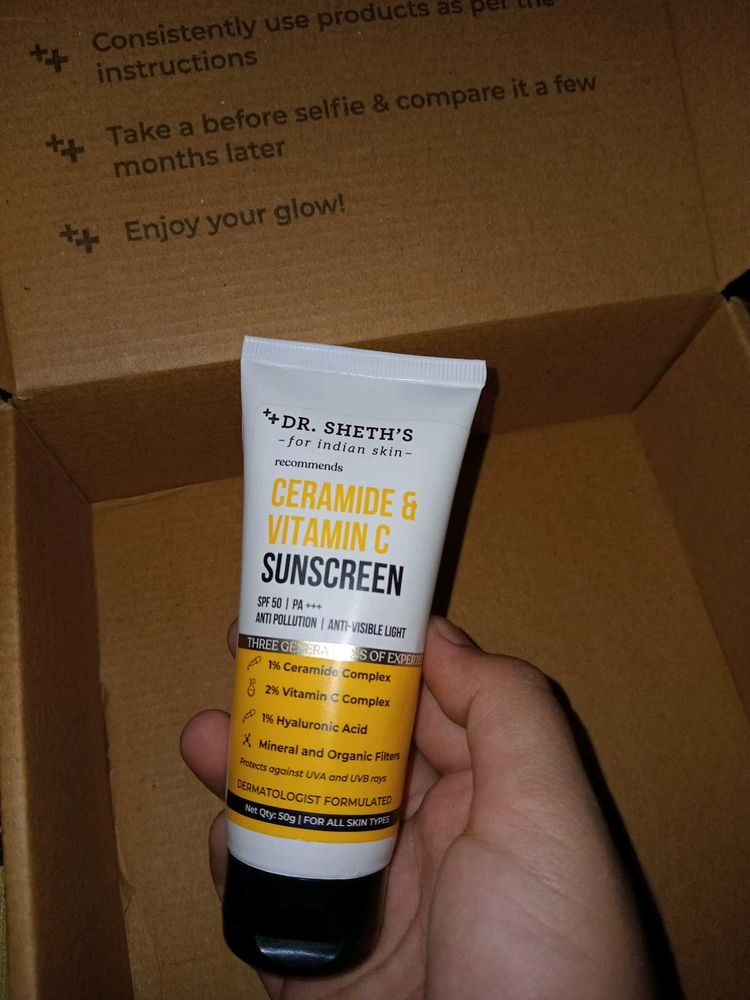 Consistently use products as per the
instructions
Take a before selfie & compare it a few
months later
Enjoy your glow!
DR. SHETH'S
-for indian skin-
recommends
CERAMIDE &
VITAMIN C
SUNSCREEN
SPF 50 | PA +++
ANTI POLLUTION | ANTI-VISIBLE LIGHT
THREE GENERATIONS OF EXPERTISE
1% Ceramide Complex
2% Vitamin C Complex
1% Hyaluronic Acid
Mineral and Organic Filters
Protects against UVA and UVB rays
DERMATOLOGIST FORMULATED
Net Qty: 50g | FOR ALL SKIN TYPES